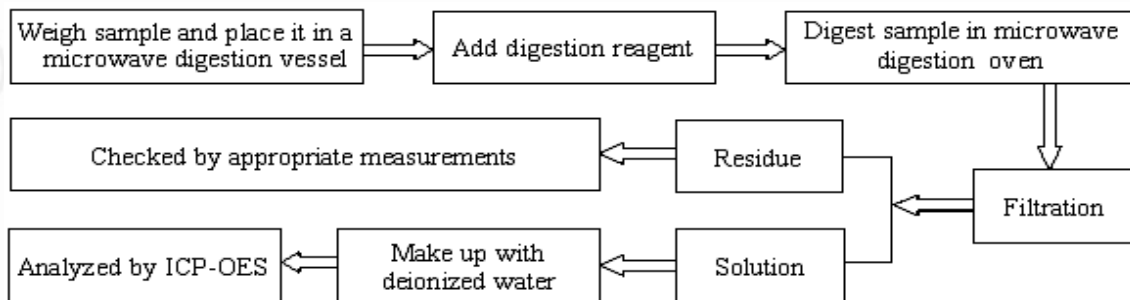 Weigh sample and place it in a
microwave digestion vessel
Add digestion reagent
Digest sample in microwave
digestion oven
Filtration
Residue
Checked by appropriate measurements
Solution
Make up with
deionized water
Analyzed by ICP-OES